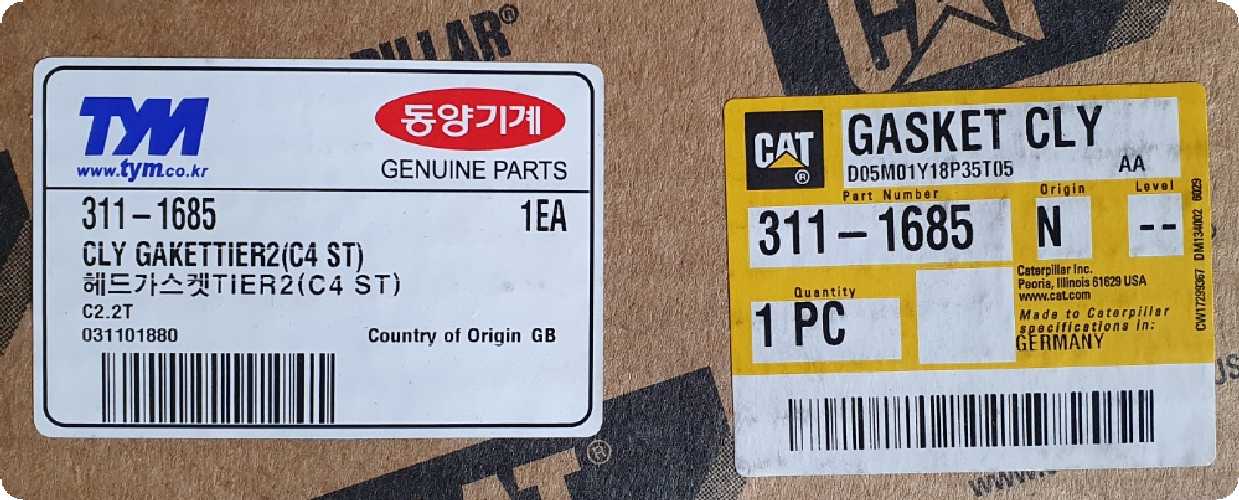 TYM
www.tym.co.kr
동양기계
GENUINE PARTS
311-1685 1EA
CLY GAKETTIER2(C4 ST)
헤드가스켓TIER2(C4 ST)
C2.2T
031101880 Country of Origin GB
CAT
GASKET CLY
D05M01Y18P35T05 AA
Part Number Origin Level
311-1685 N --
Caterpillar Inc.
Peoria, Illinois 61629 USA
www.cat.com
Quantity
1 PC
Made to Caterpillar
specifications in:
GERMANY
CW17299367 DM134002 6029